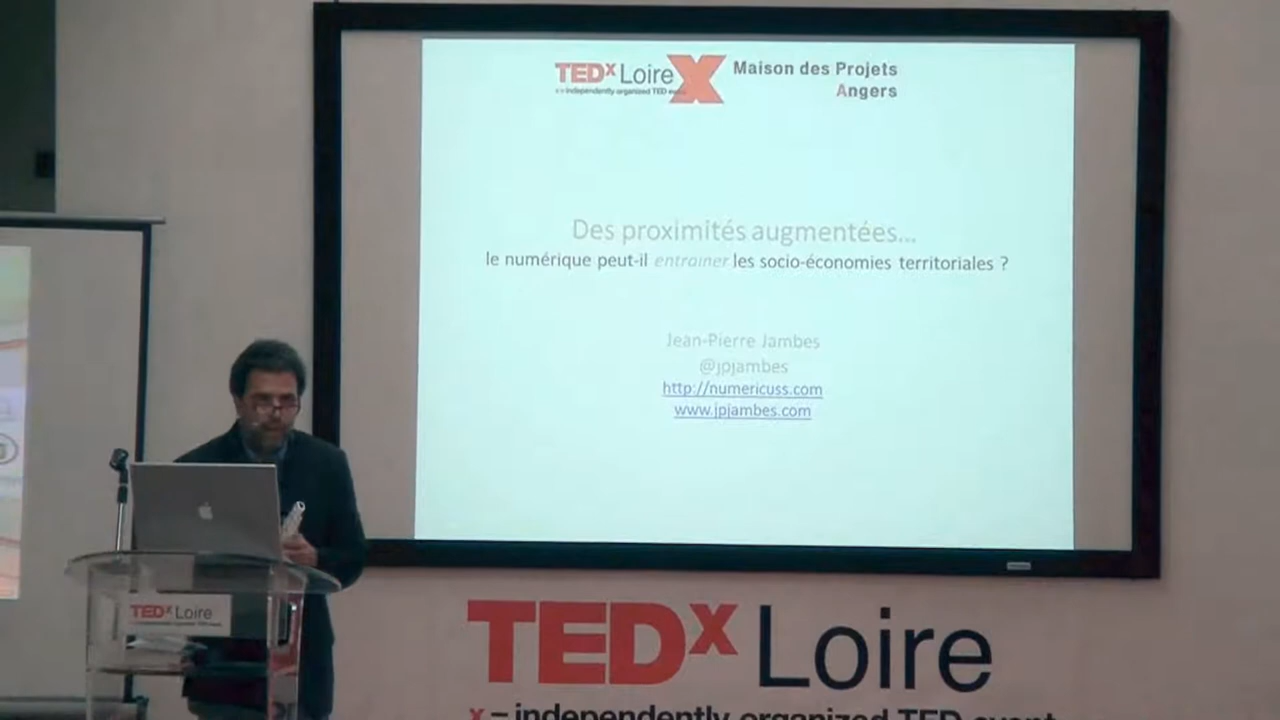 TEDx Loire X Maison des Projets
x = independently organized TED event
Angers
Des proximités augmentées...
le numérique peut-il entrainer les socio-économies territoriales ?
Jean-Pierre Jambes
@jpjambes
http://numericuss.com
www.jpjambes.com
TEDx Loire
TEDx Loire
x = independently organized TED event